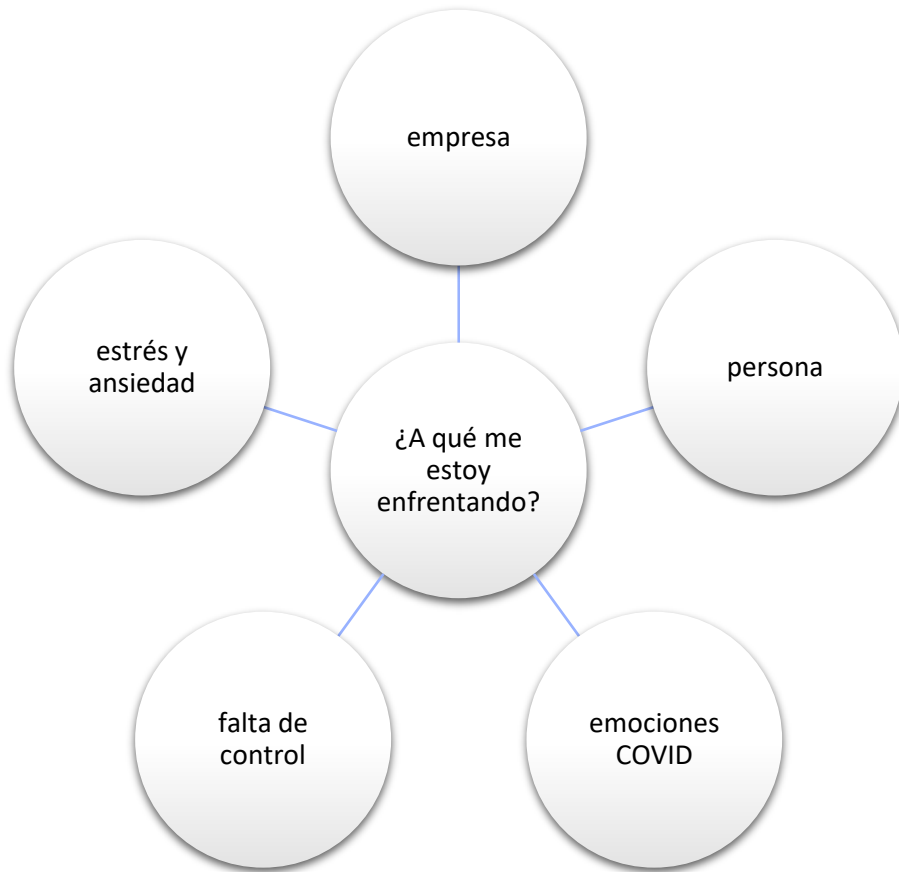 empresa
persona
emociones
COVID
falta de
control
estrés y
ansiedad
¿A qué me
estoy
enfrentando?